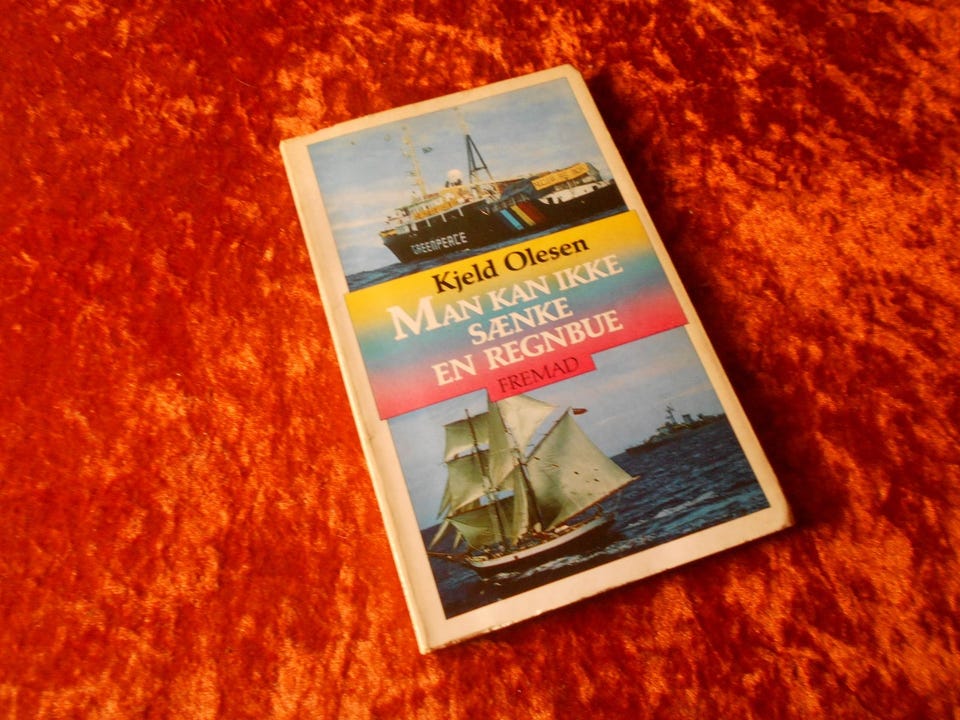 GREENPEACE
Kjeld Olesen
MAN KAN IKKE
SÆNKE
EN REGNBUE
FREMAD